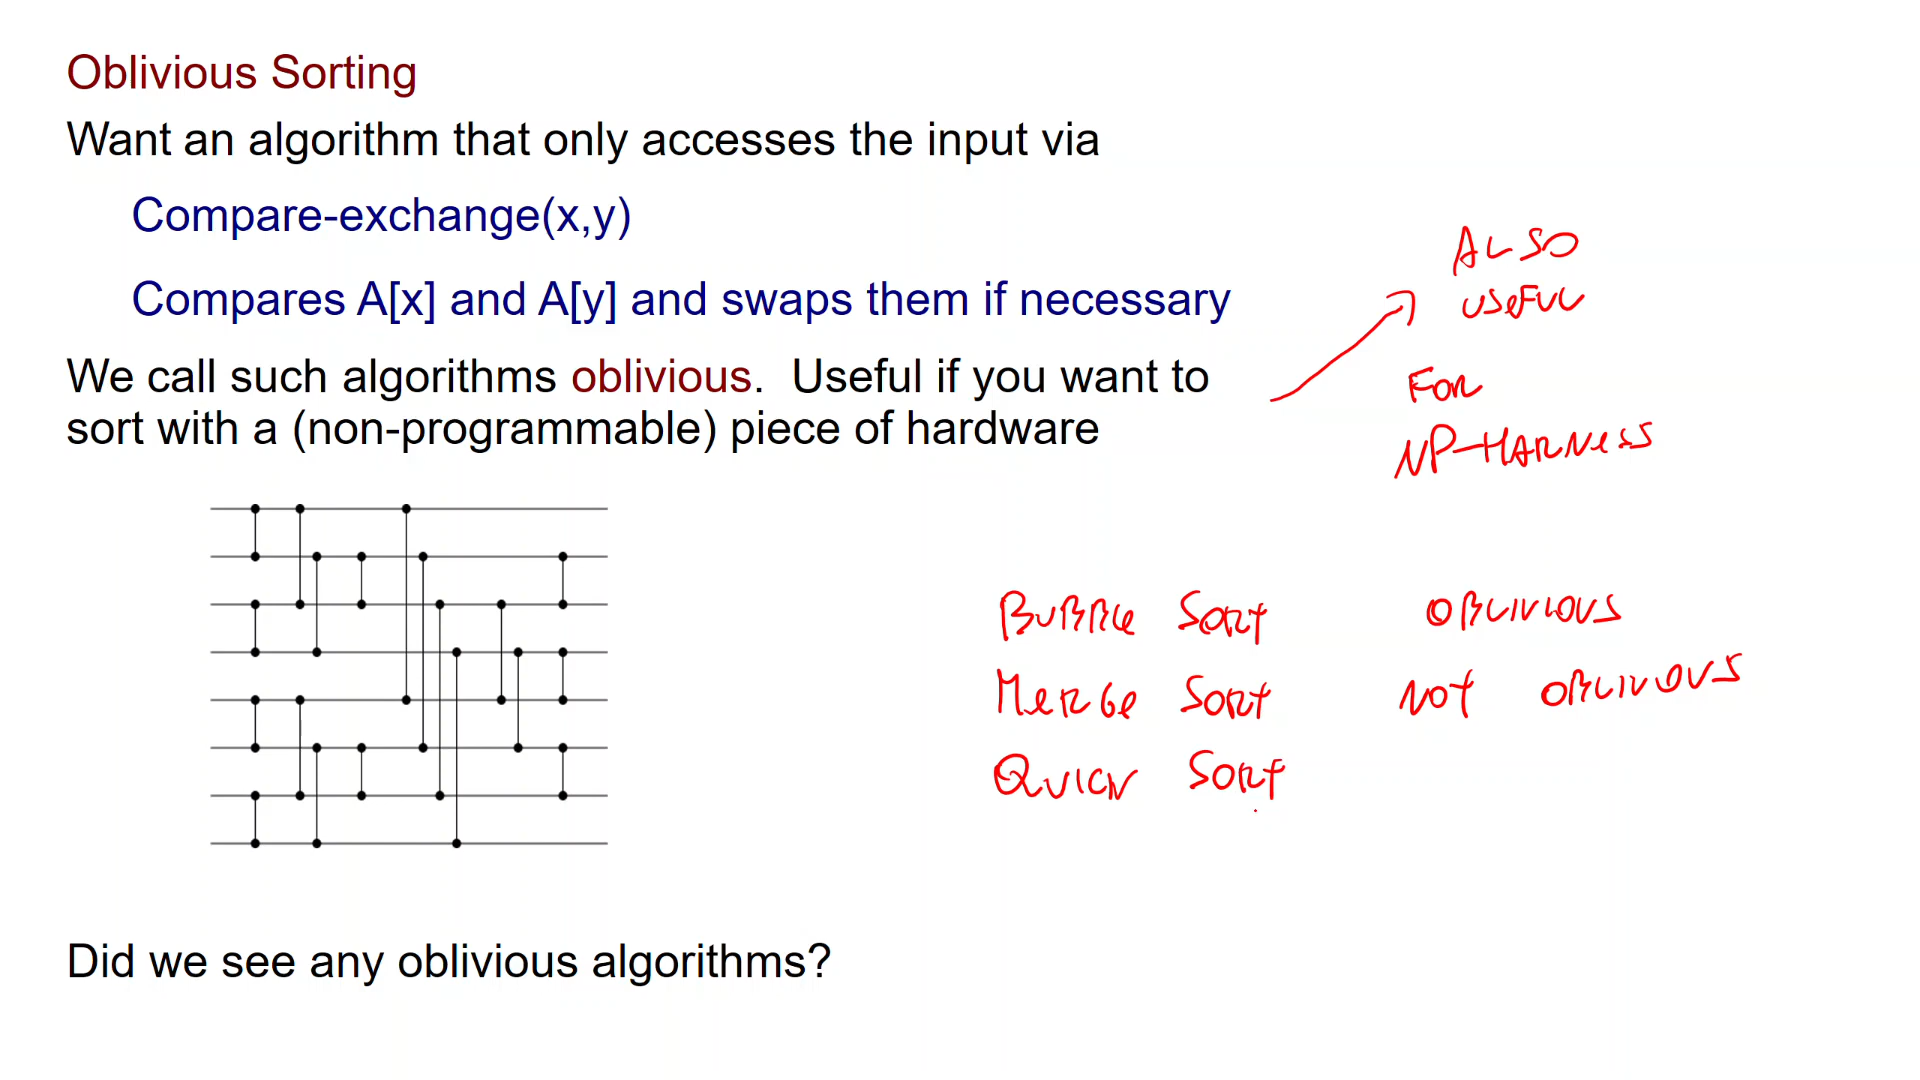 Oblivious Sorting
Want an algorithm that only accesses the input via
Compare-exchange(x,y)
Compares A[x] and A[y] and swaps them if necessary
We call such algorithms oblivious. Useful if you want to
sort with a (non-programmable) piece of hardware
ALSO
USEFUL
FOR
NP-HARNESS
BUBBLE SORT OBLIVIOUS
MERGE SORT NOT OBLIVIOUS
QUICK SORT
Did we see any oblivious algorithms?